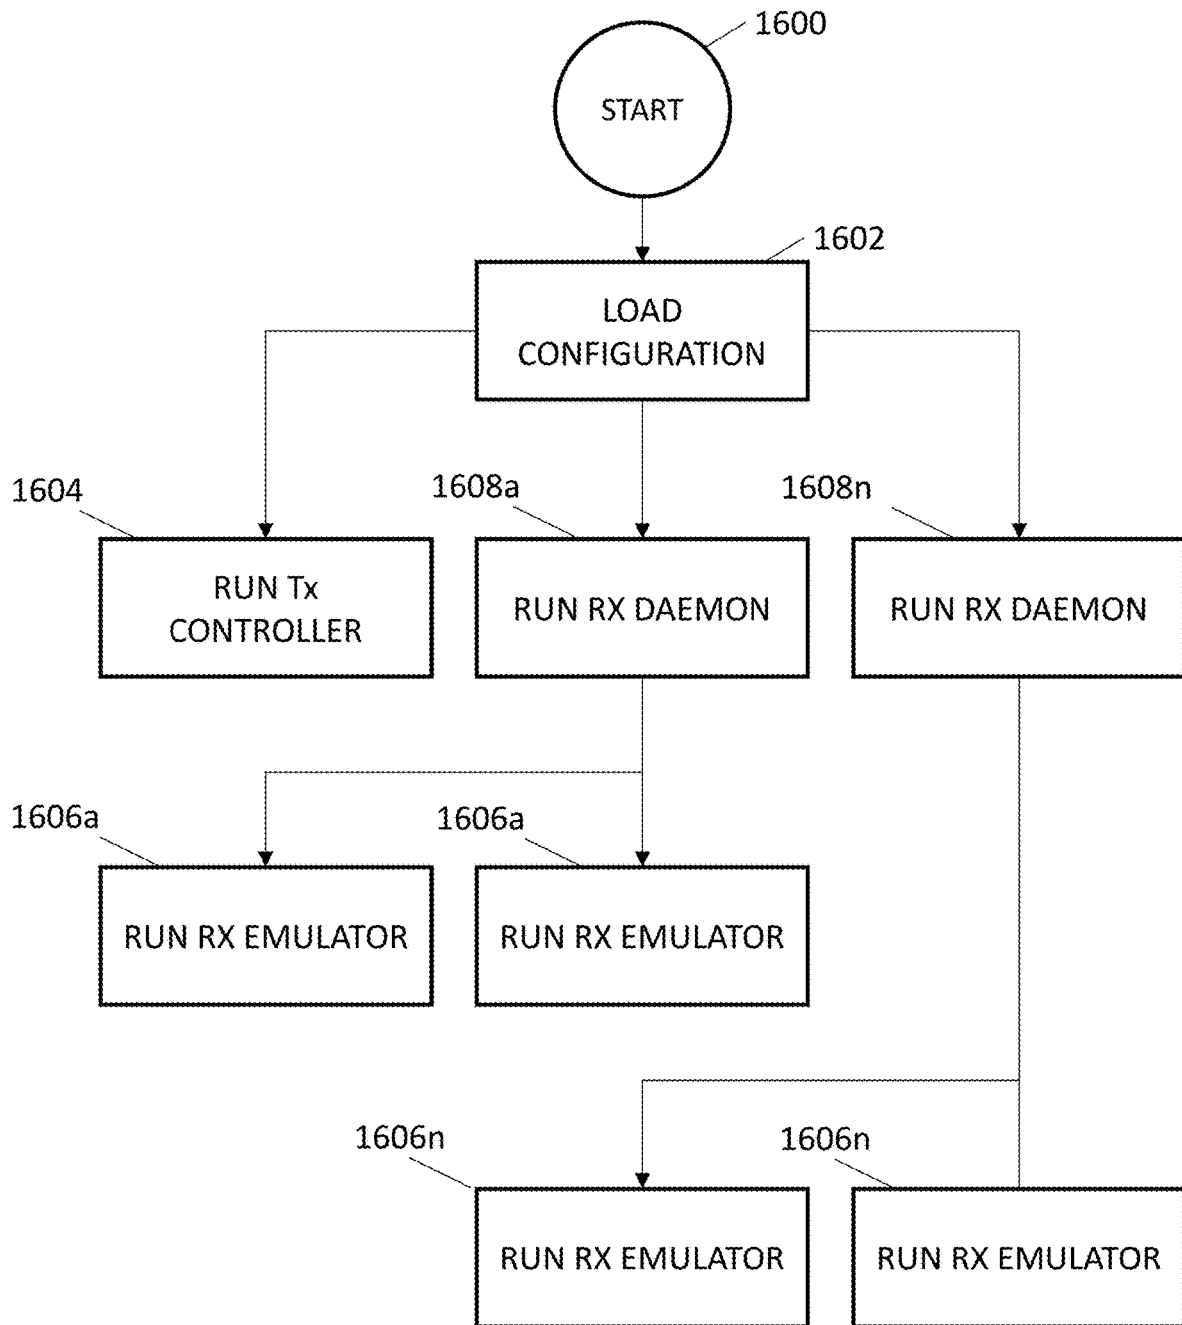 1600
START
1602
LOAD
CONFIGURATION
1604
1608a
1608n
RUN Tx
CONTROLLER
RUN RX DAEMON
RUN RX DAEMON
1606a
1606a
RUN RX EMULATOR
RUN RX EMULATOR
1606n
1606n
RUN RX EMULATOR
RUN RX EMULATOR